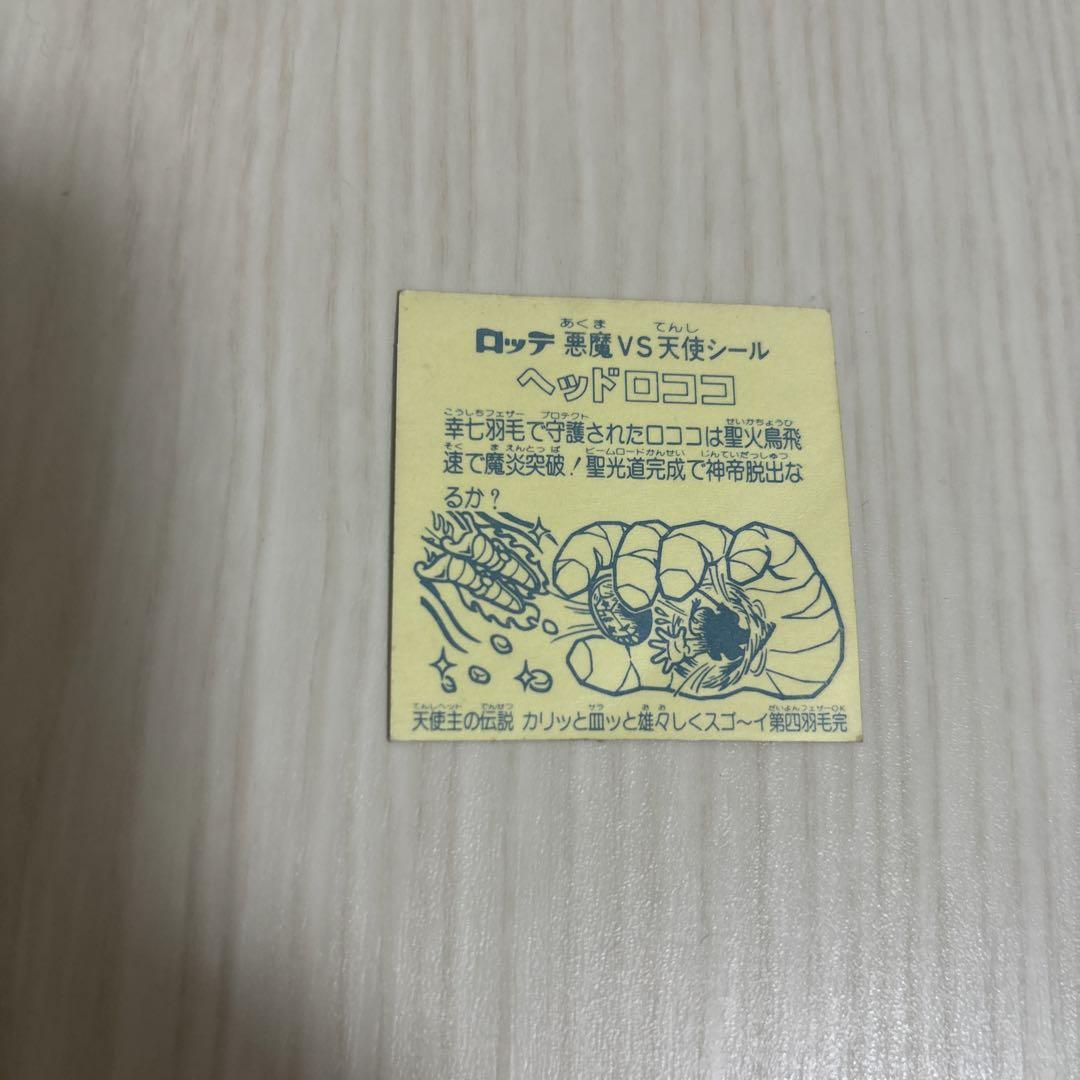 あくま てんし
ロッテ 悪魔VS天使シール
ヘッドロココ
こうしちフェザー プロテクト せいかちょうひ
幸七羽毛で守護されたロココは聖火鳥飛
そく まえんとっぱ ビームロードかんせい じんていだっしゅつ
速で魔炎突破!聖光道完成で神帝脱出な
るか?
てんしヘッド でんせつ サラ おお だいよんフェザーOK
天使主の伝説 カリッと皿ッと雄々しくスゴ〜イ第四羽毛完